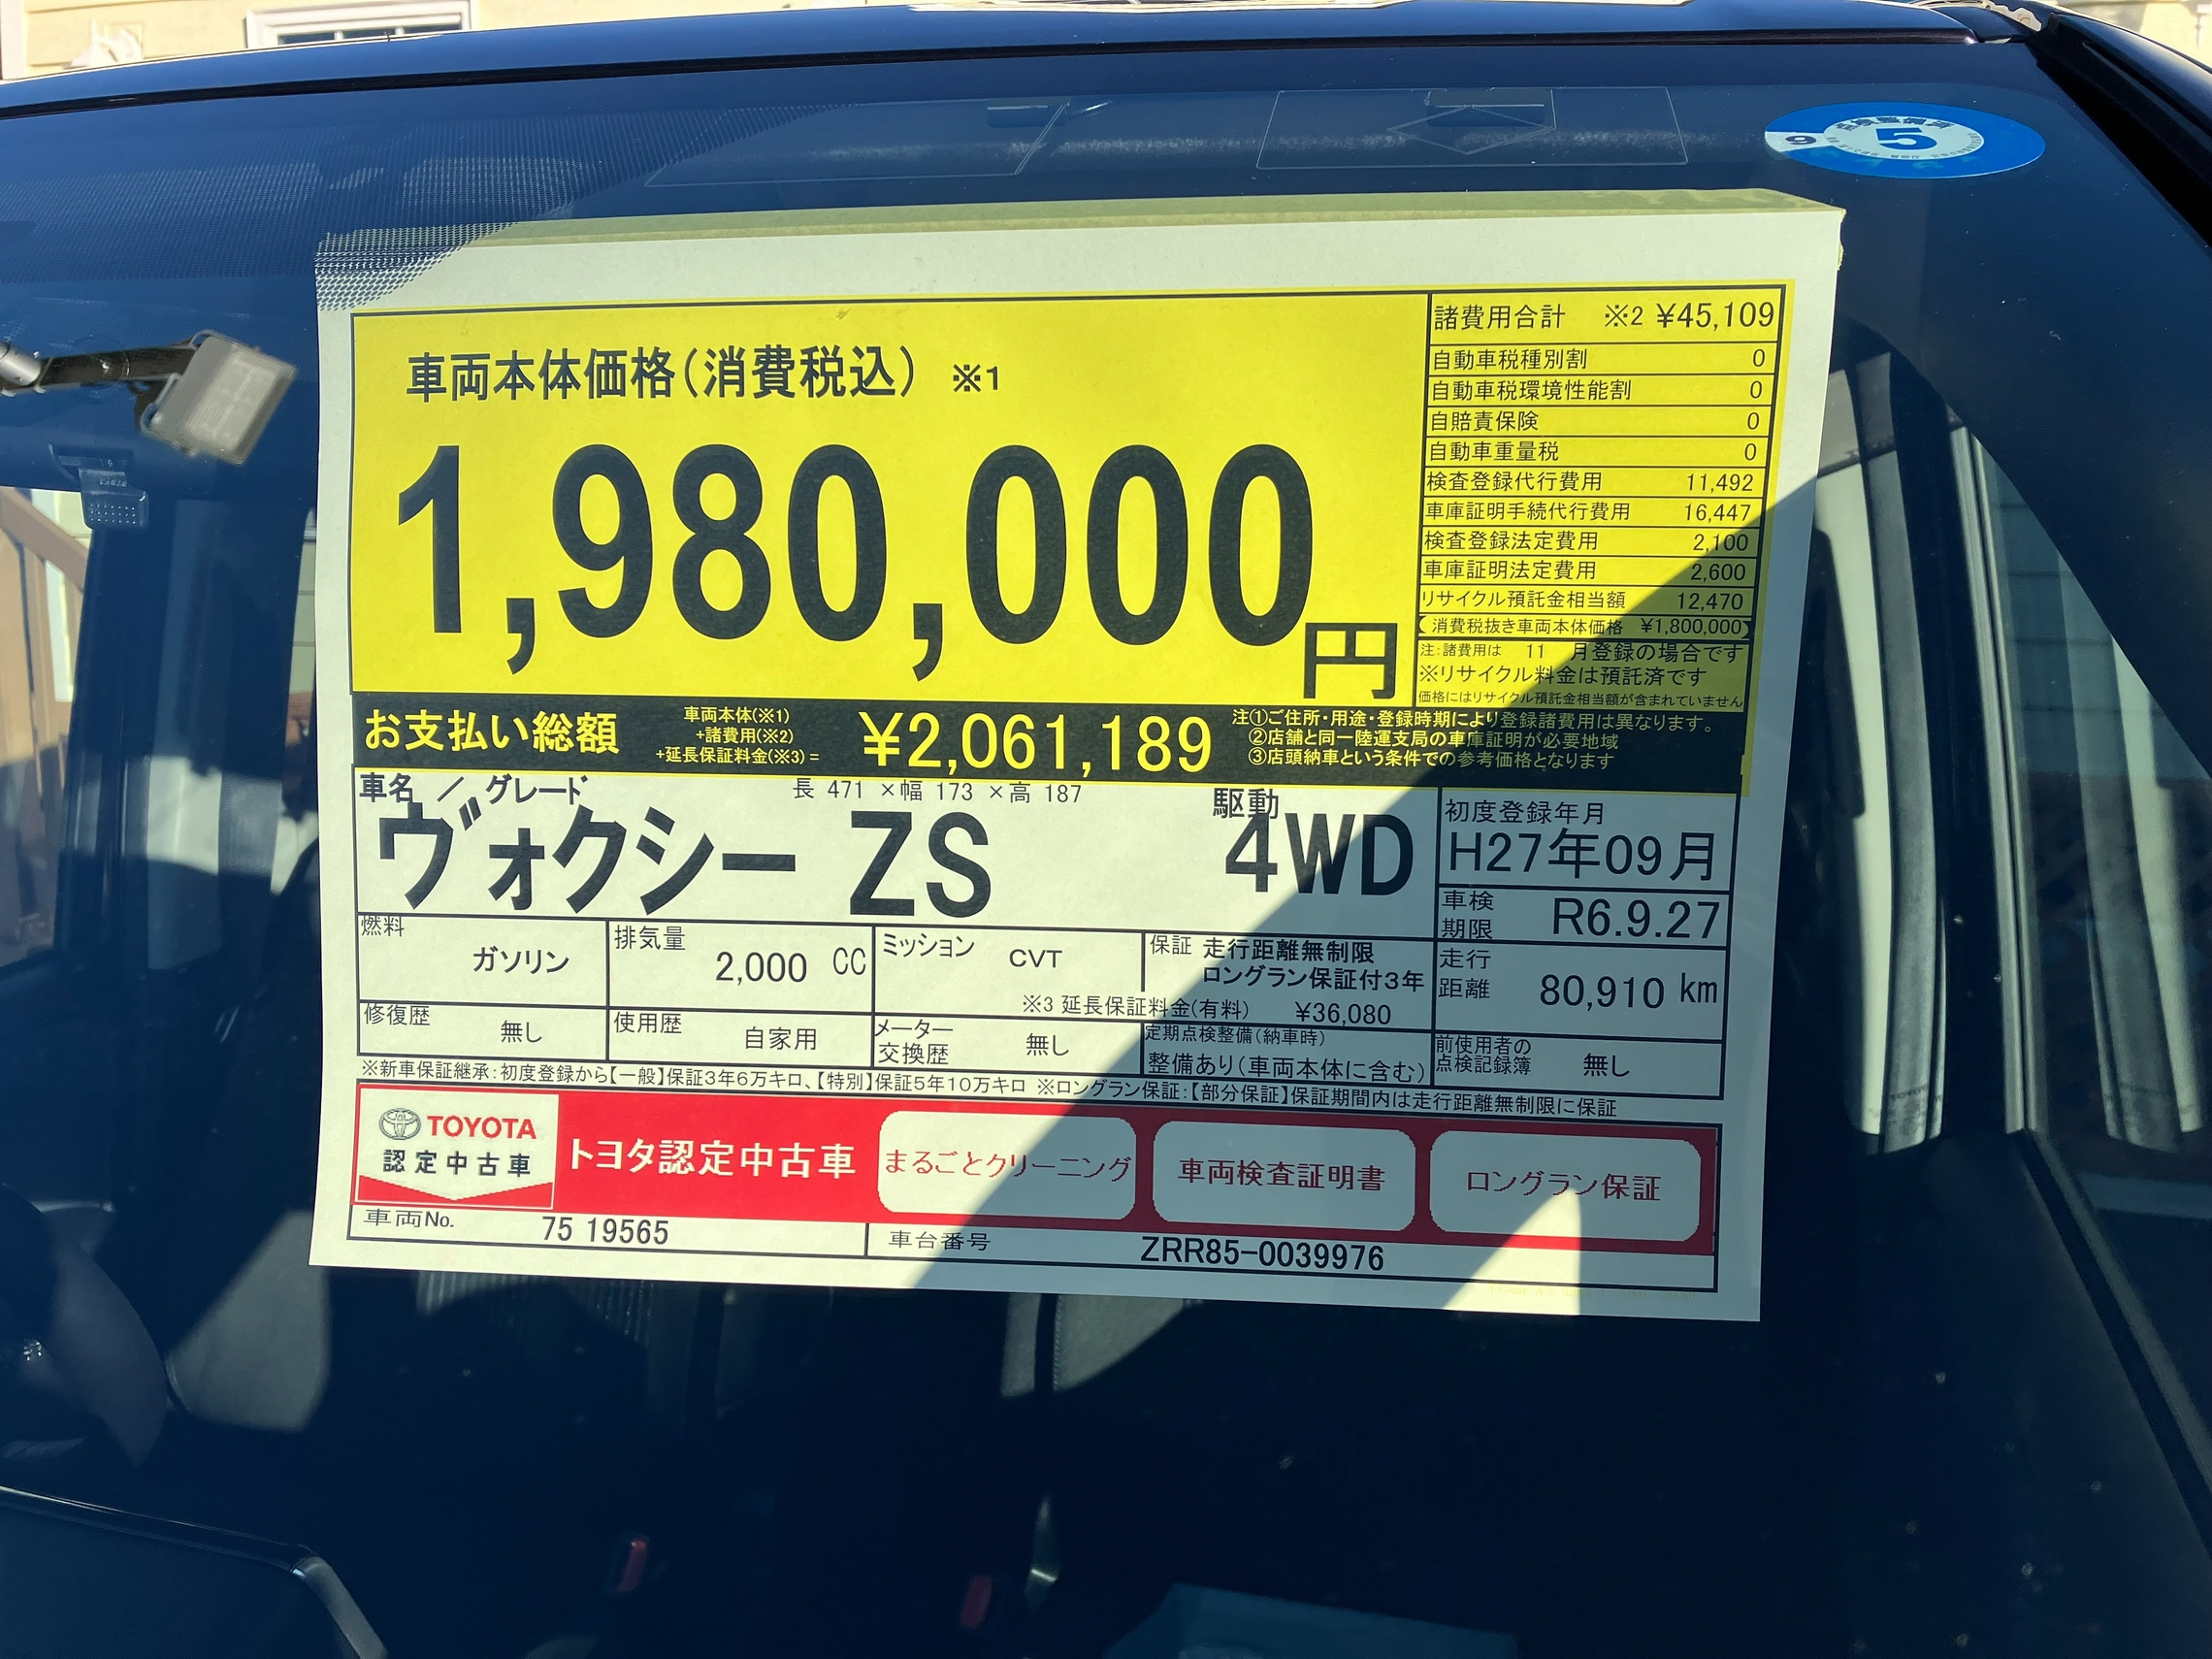 5
9
車両本体価格(消費税込) ※1
1,980,000円
諸費用合計 ※2 ¥45,109
自動車税種別割 0
自動車税環境性能割 0
自賠責保険 0
自動車重量税 0
検査登録代行費用 11,492
車庫証明手続代行費用 16,447
検査登録法定費用 2,100
車庫証明法定費用 2,600
リサイクル預託金相当額 12,470
【消費税抜き車両本体価格 ¥1,800,000】
注:諸費用は 11 月登録の場合です
※リサイクル料金は預託済です
価格にはリサイクル預託金相当額が含まれていません
お支払い総額
車両本体(※1)
+諸費用(※2)
+延長保証料金(※3)=
¥2,061,189
注①ご住所・用途・登録時期により登録諸費用は異なります。
②店舗と同一陸運支局の車庫証明が必要地域
③店頭納車という条件での参考価格となります
車名 / グレード
長 471 ×幅 173 ×高 187
ヴォクシー ZS
駆動
4WD
初度登録年月
H27年09月
車検
期限
R6.9.27
燃料
ガソリン
排気量
2,000 CC
ミッション
CVT
保証 走行距離無制限
ロングラン保証付3年
※3 延長保証料金(有料) ¥36,080
走行
距離
80,910 km
修復歴
無し
使用歴
自家用
メーター
交換歴
無し
定期点検整備(納車時)
整備あり(車両本体に含む)
前使用者の
点検記録簿
無し
※新車保証継承:初度登録から【一般】保証3年6万キロ、【特別】保証5年10万キロ ※ロングラン保証:【部分保証】保証期間内は走行距離無制限に保証
TOYOTA
認定中古車
トヨタ認定中古車
まるごとクリーニング
車両検査証明書
ロングラン保証
車両No.
75 19565
車台番号
ZRR85-0039976